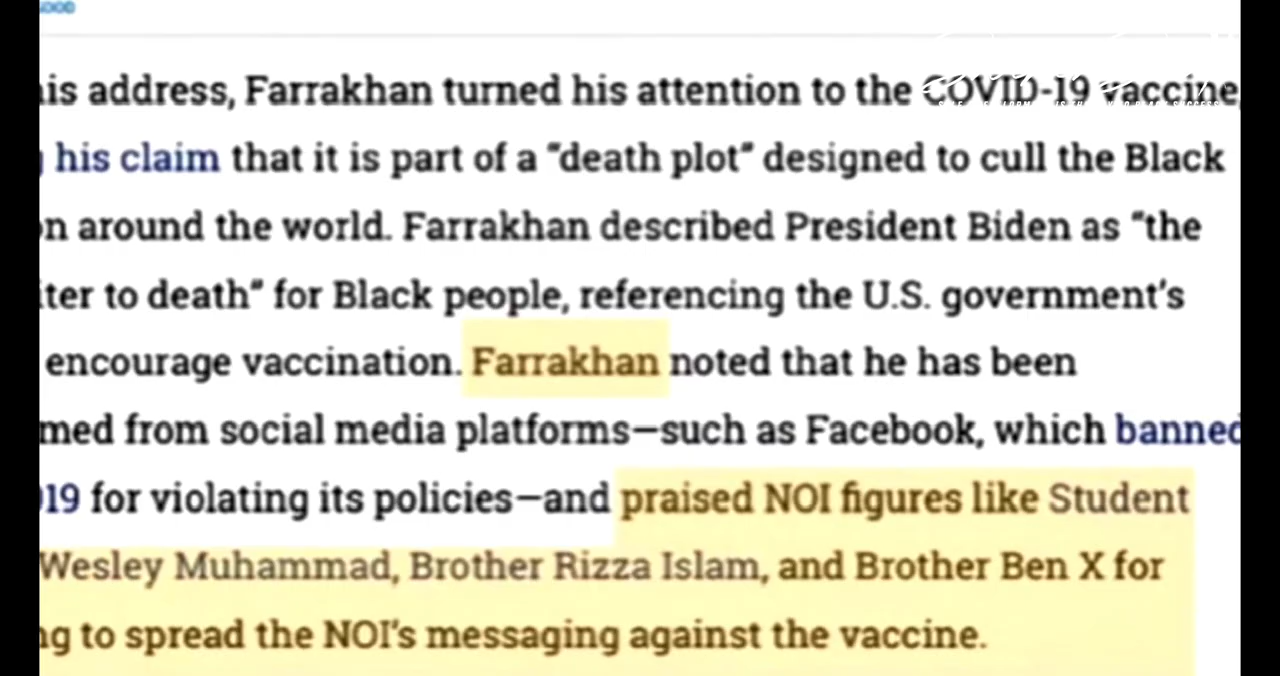 is address, Farrakhan turned his attention to the COVID-19 vaccine,
his claim that it is part of a “death plot” designed to cull the Black
n around the world. Farrakhan described President Biden as “the
ter to death” for Black people, referencing the U.S. government’s
encourage vaccination. Farrakhan noted that he has been
med from social media platforms—such as Facebook, which banned
19 for violating its policies—and praised NOI figures like Student
Wesley Muhammad, Brother Rizza Islam, and Brother Ben X for
ng to spread the NOI’s messaging against the vaccine.